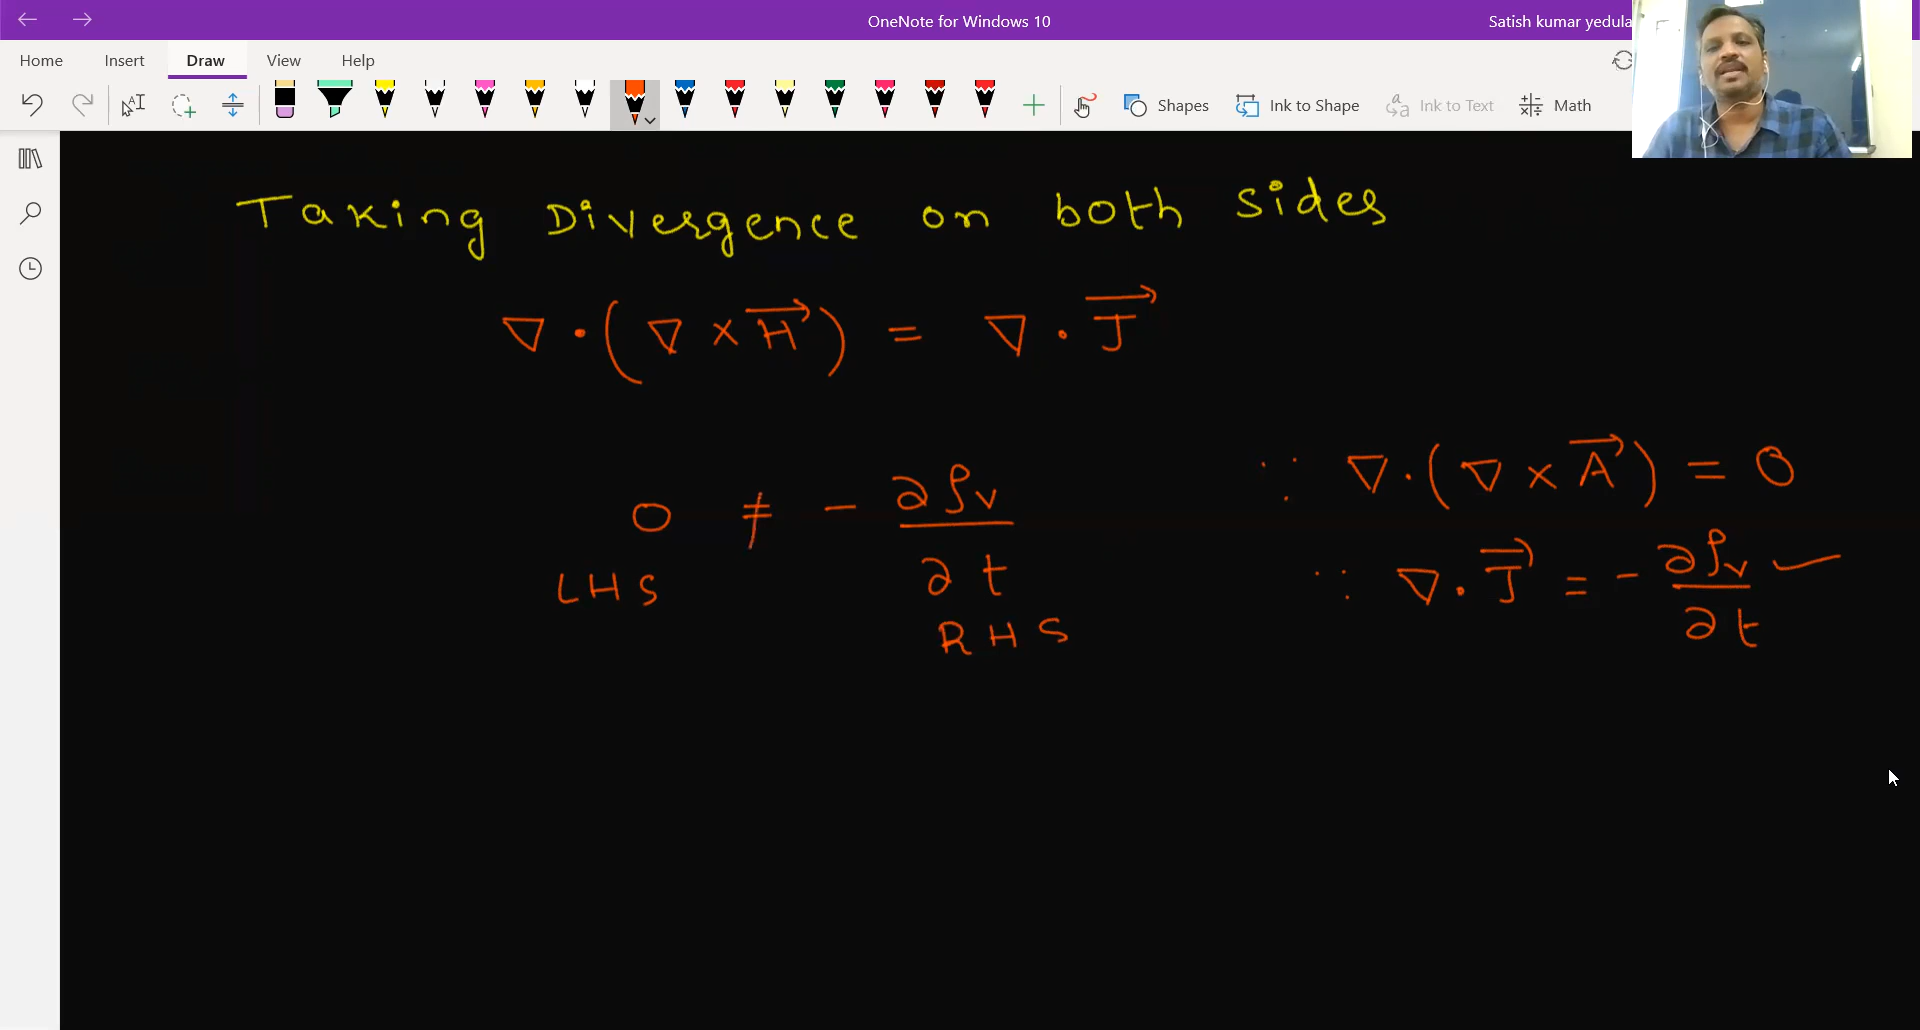 OneNote for Windows 10
Satish kumar yedula
Home Insert Draw View Help
Shapes Ink to Shape Ink to Text Math
Taking Divergence on both sides
∇ · (∇ × H⃗) = ∇ · J⃗
∵ ∇ · (∇ × A⃗) = 0
0 ≠ - ∂ρv / ∂t
∵ ∇ · J⃗ = - ∂ρv / ∂t
LHS
RHS